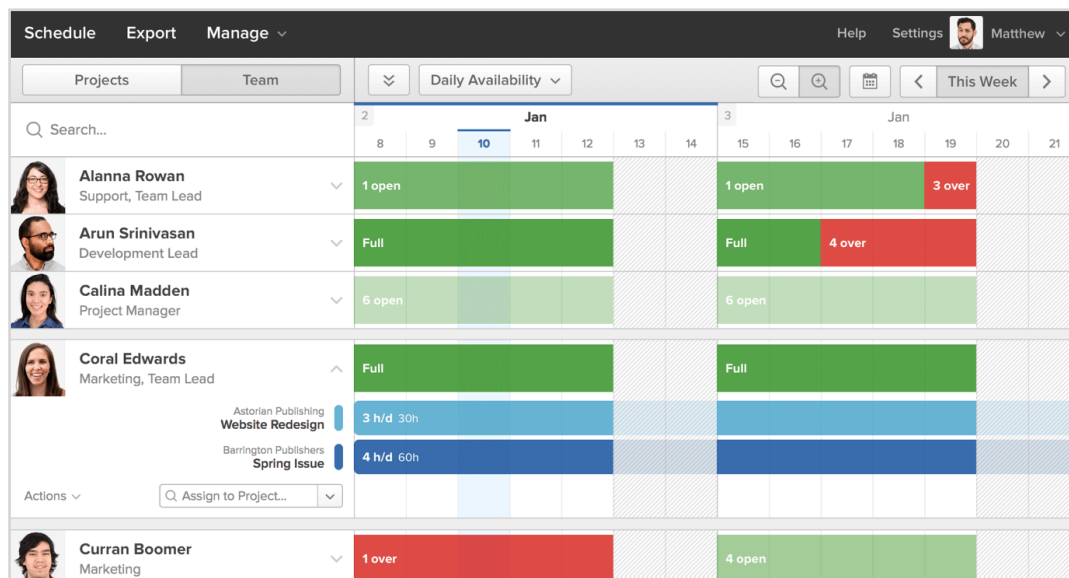 Schedule Export Manage Help Settings Matthew
Projects Team Daily Availability This Week
Search... 2 Jan 3 Jan
8 9 10 11 12 13 14 15 16 17 18 19 20 21
Alanna Rowan
Support, Team Lead
1 open 1 open 3 over
Arun Srinivasan
Development Lead
Full Full 4 over
Calina Madden
Project Manager
6 open 6 open
Coral Edwards
Marketing, Team Lead
Full Full
Astorian Publishing
Website Redesign
3 h/d 30h
Barrington Publishers
Spring Issue
4 h/d 60h
Actions Assign to Project...
Curran Boomer
Marketing
1 over 4 open